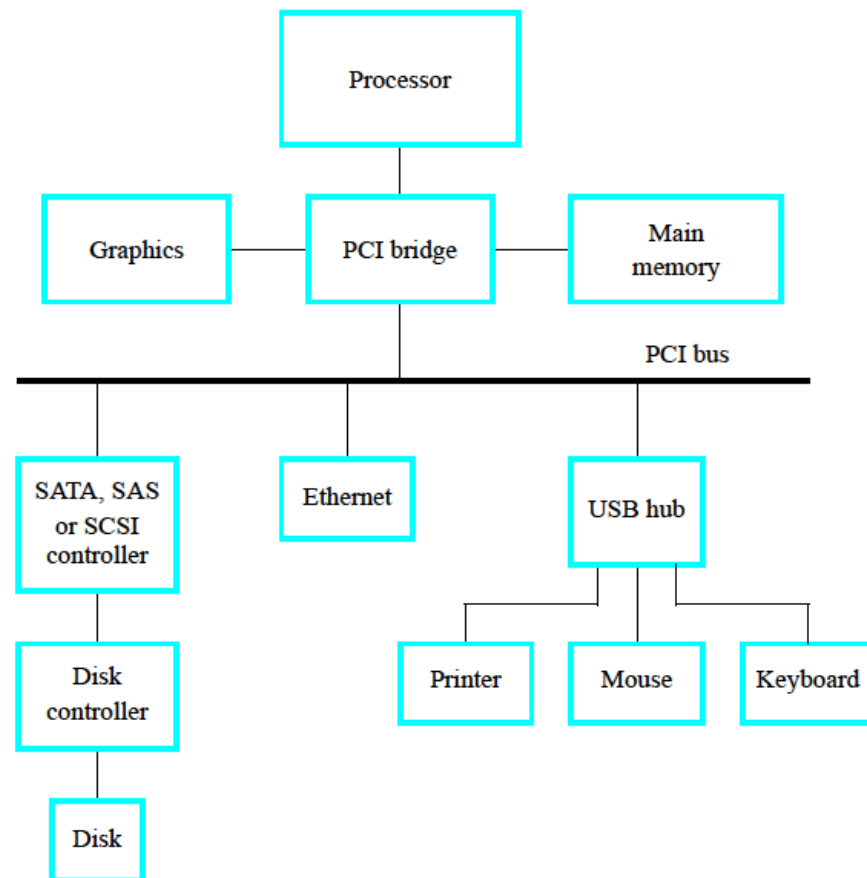 Processor
Graphics
PCI bridge
Main
memory
PCI bus
SATA, SAS
or SCSI
controller
Ethernet
USB hub
Disk
controller
Printer
Mouse
Keyboard
Disk